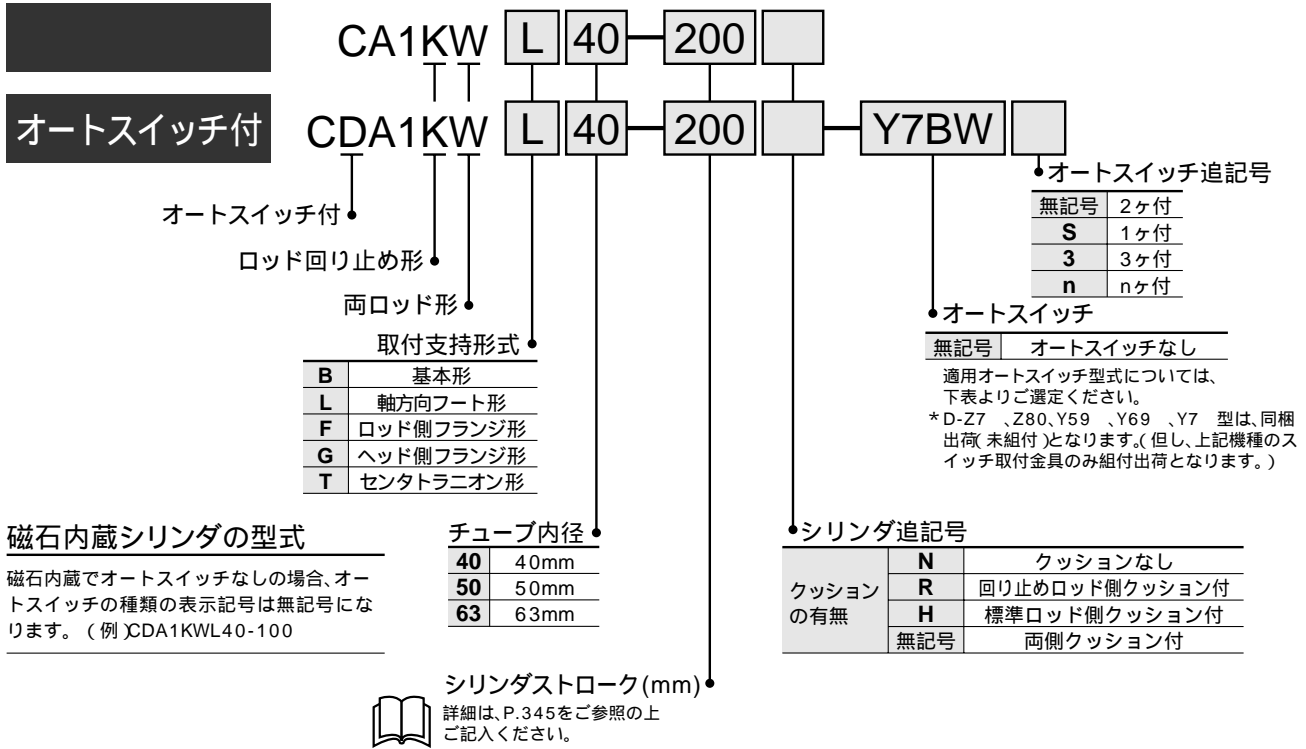 CA1KW L 40 200
オートスイッチ付 CDA1KW L 40 200 Y7BW
オートスイッチ付
ロッド回り止め形
両ロッド形
取付支持形式
B 基本形
L 軸方向フート形
F ロッド側フランジ形
G ヘッド側フランジ形
T センタトラニオン形
オートスイッチ追記号
無記号 2ヶ付
S 1ヶ付
3 3ヶ付
n nヶ付
オートスイッチ
無記号 オートスイッチなし
適用オートスイッチ型式については、
下表よりご選定ください。
*D-Z7 、Z80、Y59 、Y69 、Y7 型は、同梱
出荷(未組付)となります。(但し、上記機種のス
イッチ取付金具のみ組付出荷となります。)
磁石内蔵シリンダの型式
磁石内蔵でオートスイッチなしの場合、オー
トスイッチの種類の表示記号は無記号にな
ります。(例)CDA1KWL40-100
チューブ内径
40 40mm
50 50mm
63 63mm
シリンダ追記号
クッション
の有無
N クッションなし
R 回り止めロッド側クッション付
H 標準ロッド側クッション付
無記号 両側クッション付
シリンダストローク(mm)
詳細は、P.345をご参照の上
ご記入ください。